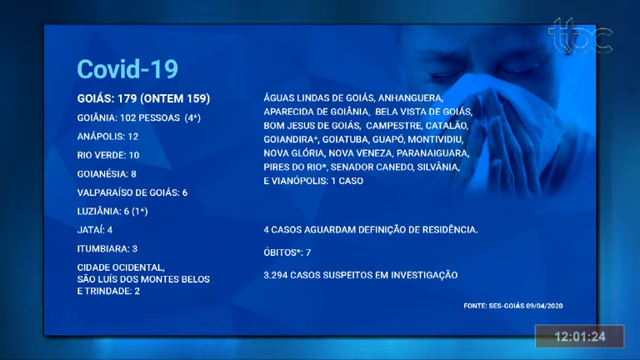 ttbc
Covid-19
GOIÁS: 179 (ONTEM 159)
GOIÂNIA: 102 PESSOAS (4*)
ANÁPOLIS: 12
RIO VERDE: 10
GOIANÉSIA: 8
VALPARAÍSO DE GOIÁS: 6
LUZIÂNIA: 6 (1*)
JATAÍ: 4
ITUMBIARA: 3
CIDADE OCIDENTAL,
SÃO LUÍS DOS MONTES BELOS
E TRINDADE: 2
ÁGUAS LINDAS DE GOIÁS, ANHANGUERA,
APARECIDA DE GOIÂNIA, BELA VISTA DE GOIÁS,
BOM JESUS DE GOIÁS, CAMPESTRE, CATALÃO,
GOIANDIRA*, GOIATUBA, GUAPÓ, MONTIVIDIU,
NOVA GLÓRIA, NOVA VENEZA, PARANAIGUARA,
PIRES DO RIO*, SENADOR CANEDO, SILVÂNIA,
E VIANÓPOLIS: 1 CASO
4 CASOS AGUARDAM DEFINIÇÃO DE RESIDÊNCIA.
ÓBITOS*: 7
3.294 CASOS SUSPEITOS EM INVESTIGAÇÃO
FONTE: SES-GOIÁS 09/04/2020
12:01:24